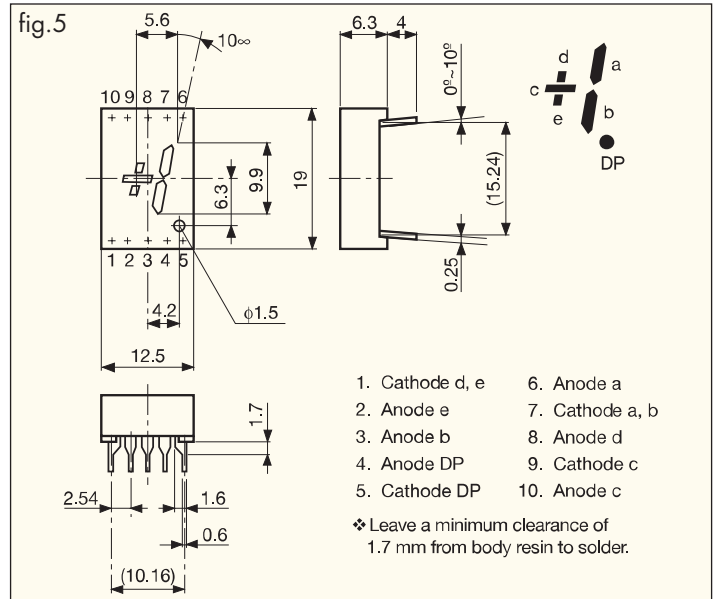 fig.5
5.6
10∞
6.3
4
d
a
c
e
b
DP
10 9 8 7 6
0º~10º
9.9
6.3
19
(15.24)
0.25
1 2 3 4 5
4.2
φ1.5
12.5
1.7
2.54
1.6
0.6
(10.16)
1. Cathode d, e
2. Anode e
3. Anode b
4. Anode DP
5. Cathode DP
6. Anode a
7. Cathode a, b
8. Anode d
9. Cathode c
10. Anode c
❖ Leave a minimum clearance of
1.7 mm from body resin to solder.